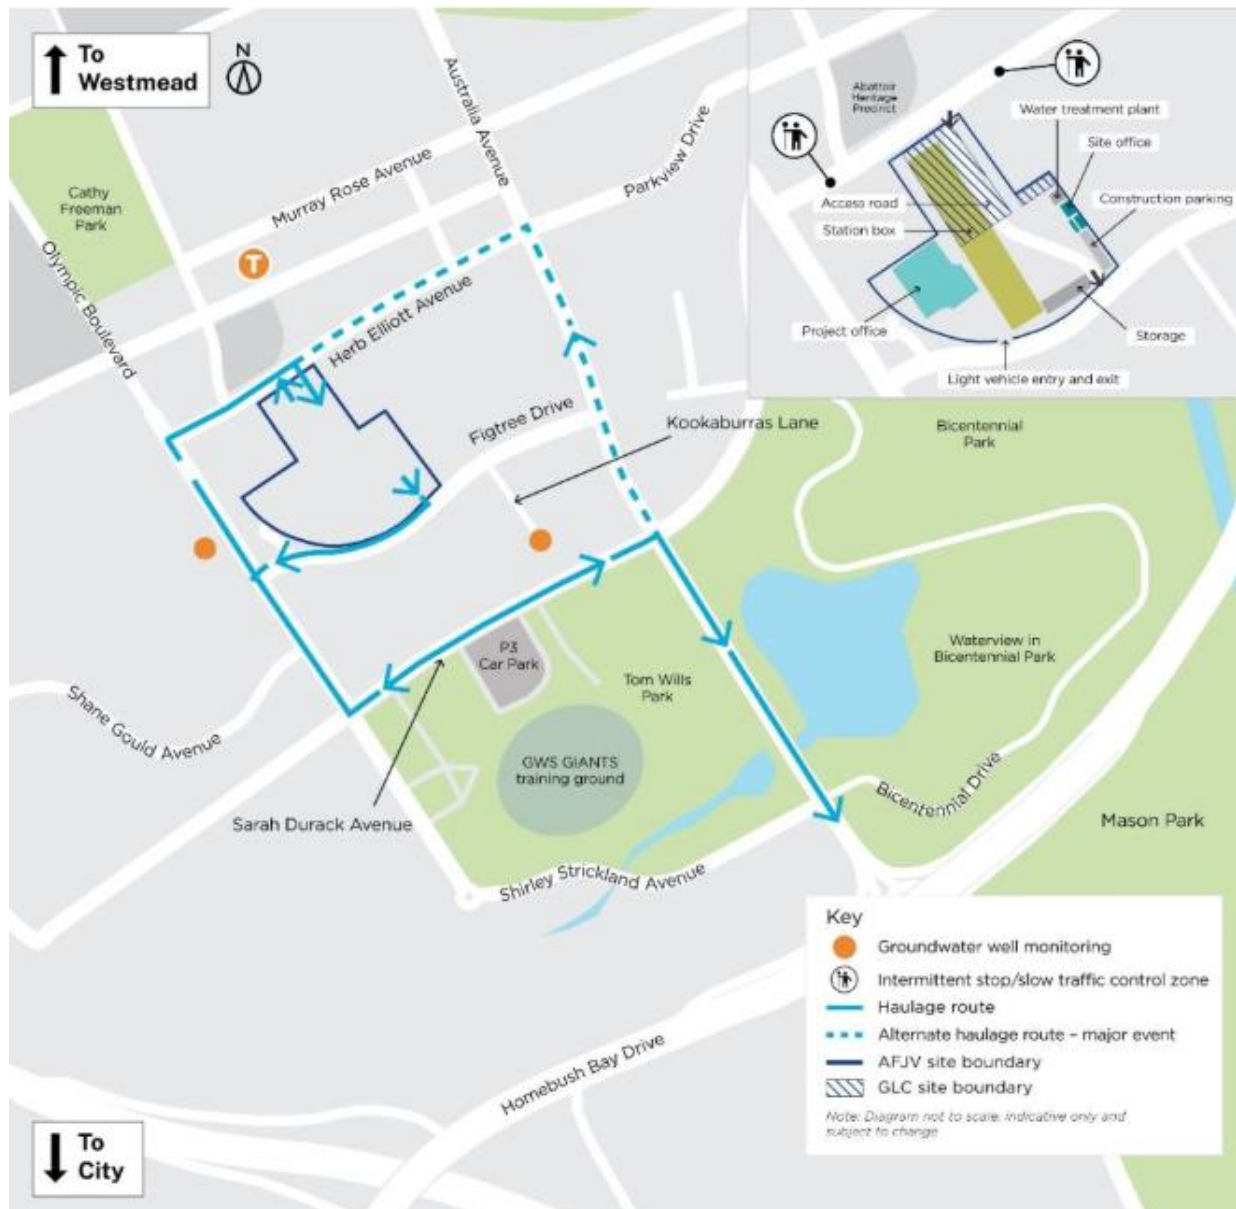 To
Westmead
N
Australia Avenue
Murray Rose Avenue
Parkview Drive
Cathy
Freeman
Park
T
Olympic Boulevard
Herb Elliott Avenue
Figtree Drive
Kookaburras Lane
Abattoir
Heritage
Precinct
Water treatment plant
Site office
Construction parking
Access road
Station box
Project office
Storage
Light vehicle entry and exit
Bicentennial
Park
P3
Car Park
Tom Wills
Park
Waterview in
Bicentennial Park
Shane Gould Avenue
GWS GIANTS
training ground
Bicentennial Drive
Sarah Durack Avenue
Mason Park
Shirley Strickland Avenue
Homebush Bay Drive
Key
Groundwater well monitoring
Intermittent stop/slow traffic control zone
Haulage route
Alternate haulage route – major event
AFJV site boundary
GLC site boundary
Note: Diagram not to scale, indicative only and
subject to change
To
City